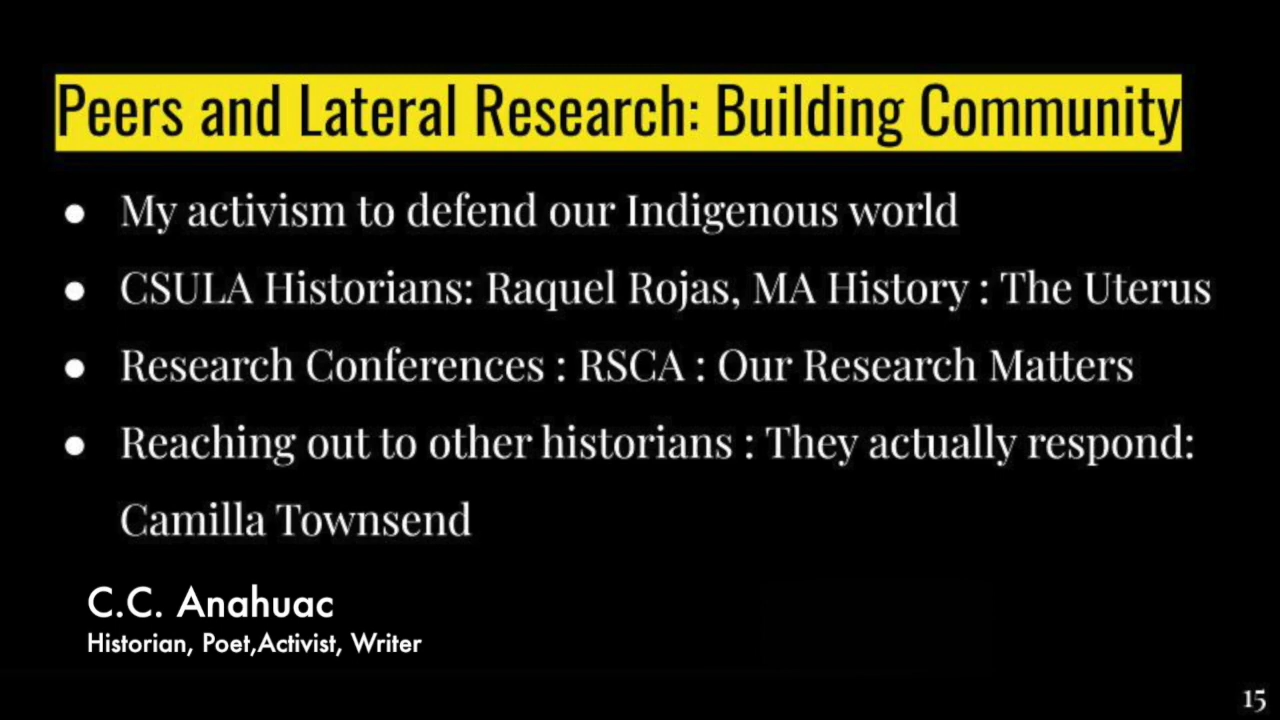 Peers and Lateral Research: Building Community
● My activism to defend our Indigenous world
● CSULA Historians: Raquel Rojas, MA History : The Uterus
● Research Conferences : RSCA : Our Research Matters
● Reaching out to other historians : They actually respond:
Camilla Townsend
C.C. Anahuac
Historian, Poet,Activist, Writer
15